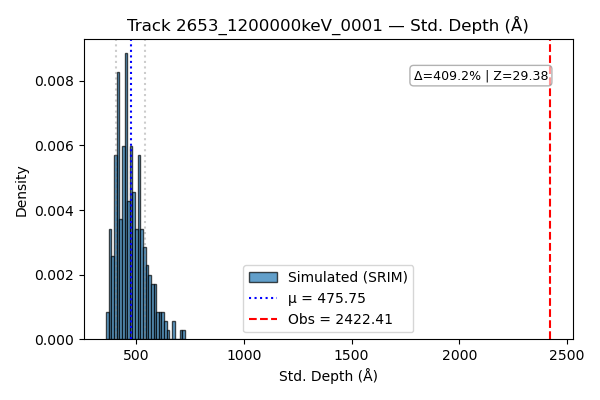 Track 2653_1200000keV_0001 — Std. Depth (Å)
Δ=409.2% | Z=29.38
Density
0.008
0.006
0.004
0.002
0.000
Simulated (SRIM)
μ = 475.75
Obs = 2422.41
500
1000
1500
2000
2500
Std. Depth (Å)